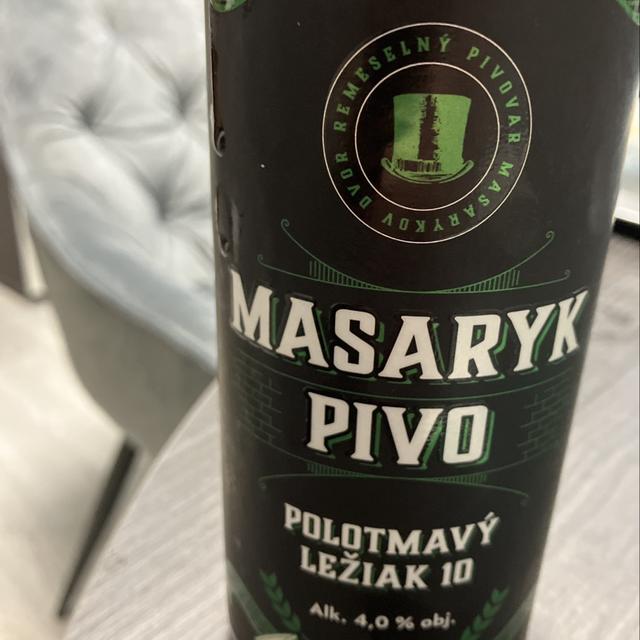 REMESELNÝ PIVOVAR MASARYKOV DVOR
MASARYK
PIVO
POLOTMAVÝ
LEŽIAK 10
Alk. 4,0 % obj.